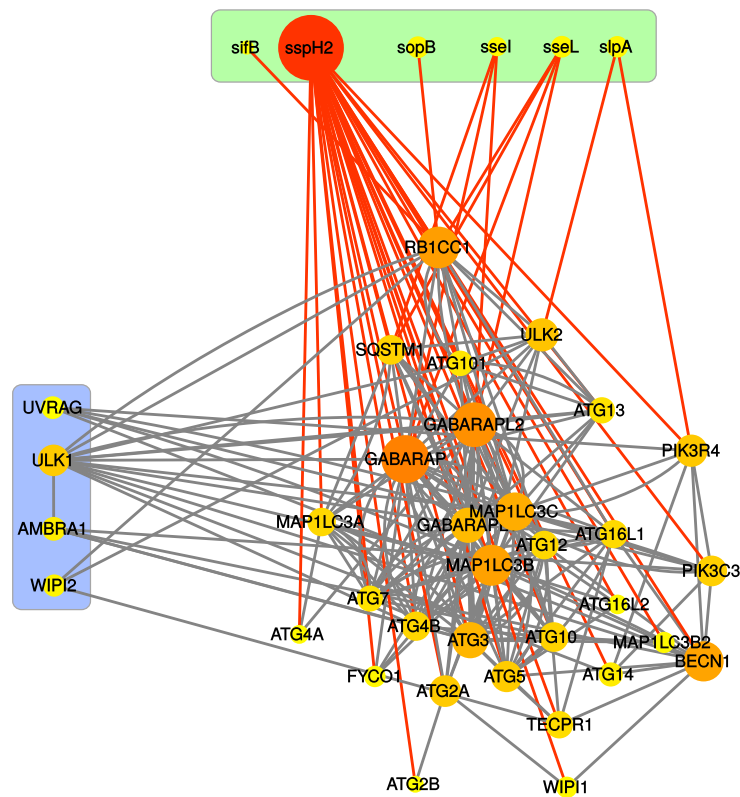 sifB
sspH2
sopB
sseI
sseL
slpA
RB1CC1
ULK2
SQSTM1
ATG101
UVRAG
ATG13
GABARAPL2
ULK1
GABARAP
PIK3R4
MAP1LC3C
MAP1LC3A
AMBRA1
ATG16L1
ATG12
MAP1LC3B
PIK3C3
WIPI2
ATG7
ATG16L2
ATG4B
ATG4A
ATG3
ATG10
MAP1LC3B2
BECN1
FYCO1
ATG5
ATG14
ATG2A
TECPR1
ATG2B
WIPI1